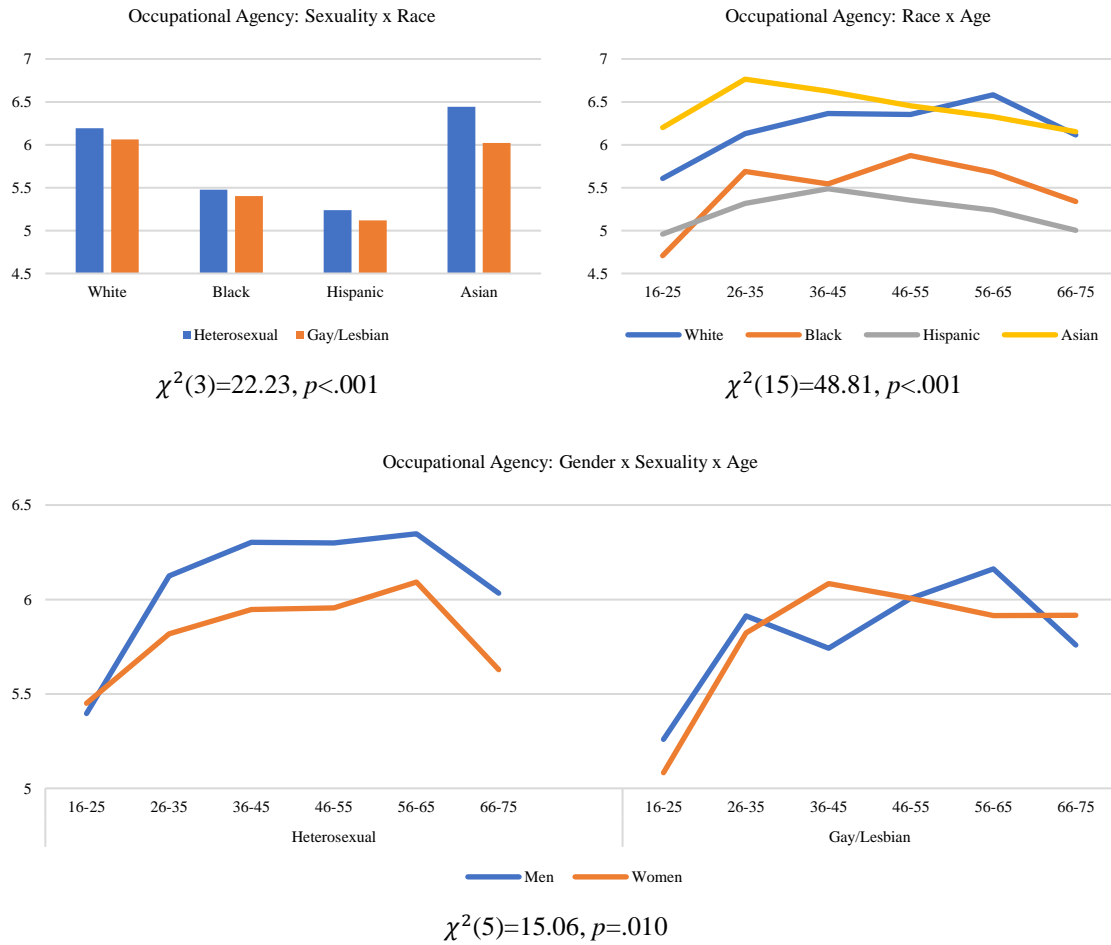 Occupational Agency: Sexuality x Race
7
6.5
6
5.5
5
4.5
White Black Hispanic Asian
Heterosexual Gay/Lesbian
χ²(3)=22.23, p<.001
Occupational Agency: Race x Age
7
6.5
6
5.5
5
4.5
16-25 26-35 36-45 46-55 56-65 66-75
White Black Hispanic Asian
χ²(15)=48.81, p<.001
Occupational Agency: Gender x Sexuality x Age
6.5
6
5.5
5
16-25 26-35 36-45 46-55 56-65 66-75 16-25 26-35 36-45 46-55 56-65 66-75
Heterosexual Gay/Lesbian
Men Women
χ²(5)=15.06, p=.010